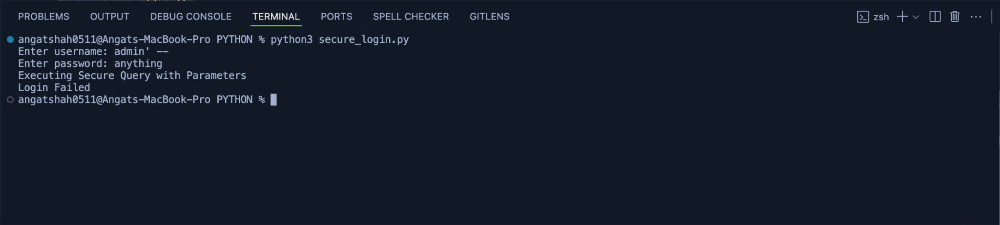 PROBLEMS OUTPUT DEBUG CONSOLE TERMINAL PORTS SPELL CHECKER GITLENS zsh
angatshah0511@Angats-MacBook-Pro PYTHON % python3 secure_login.py
Enter username: admin' --
Enter password: anything
Executing Secure Query with Parameters
Login Failed
angatshah0511@Angats-MacBook-Pro PYTHON %